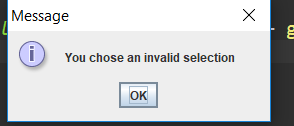 Message
You chose an invalid selection
OK